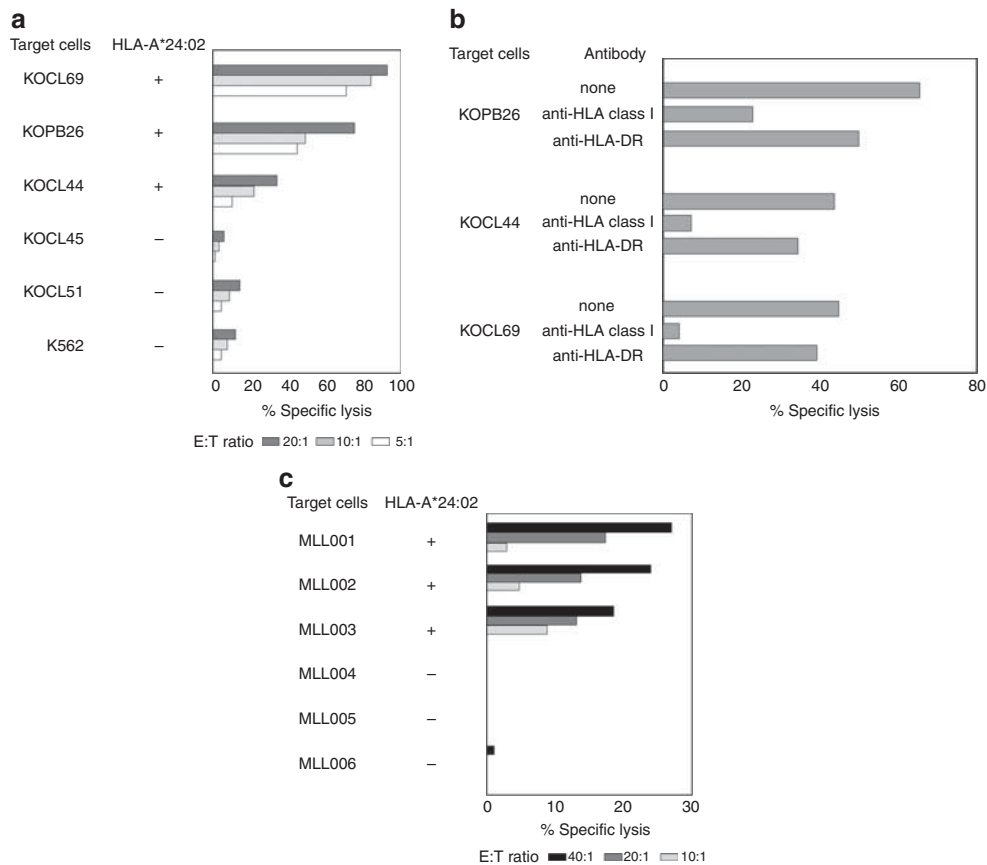 a
Target cells HLA-A*24:02
KOCL69 +
KOPB26 +
KOCL44 +
KOCL45 –
KOCL51 –
K562 –
0 20 40 60 80 100
% Specific lysis
E:T ratio 20:1 10:1 5:1
b
Target cells Antibody
none
KOPB26 anti-HLA class I
anti-HLA-DR
none
KOCL44 anti-HLA class I
anti-HLA-DR
none
KOCL69 anti-HLA class I
anti-HLA-DR
0 20 40 60 80
% Specific lysis
c
Target cells HLA-A*24:02
MLL001 +
MLL002 +
MLL003 +
MLL004 –
MLL005 –
MLL006 –
0 10 20 30
% Specific lysis
E:T ratio 40:1 20:1 10:1